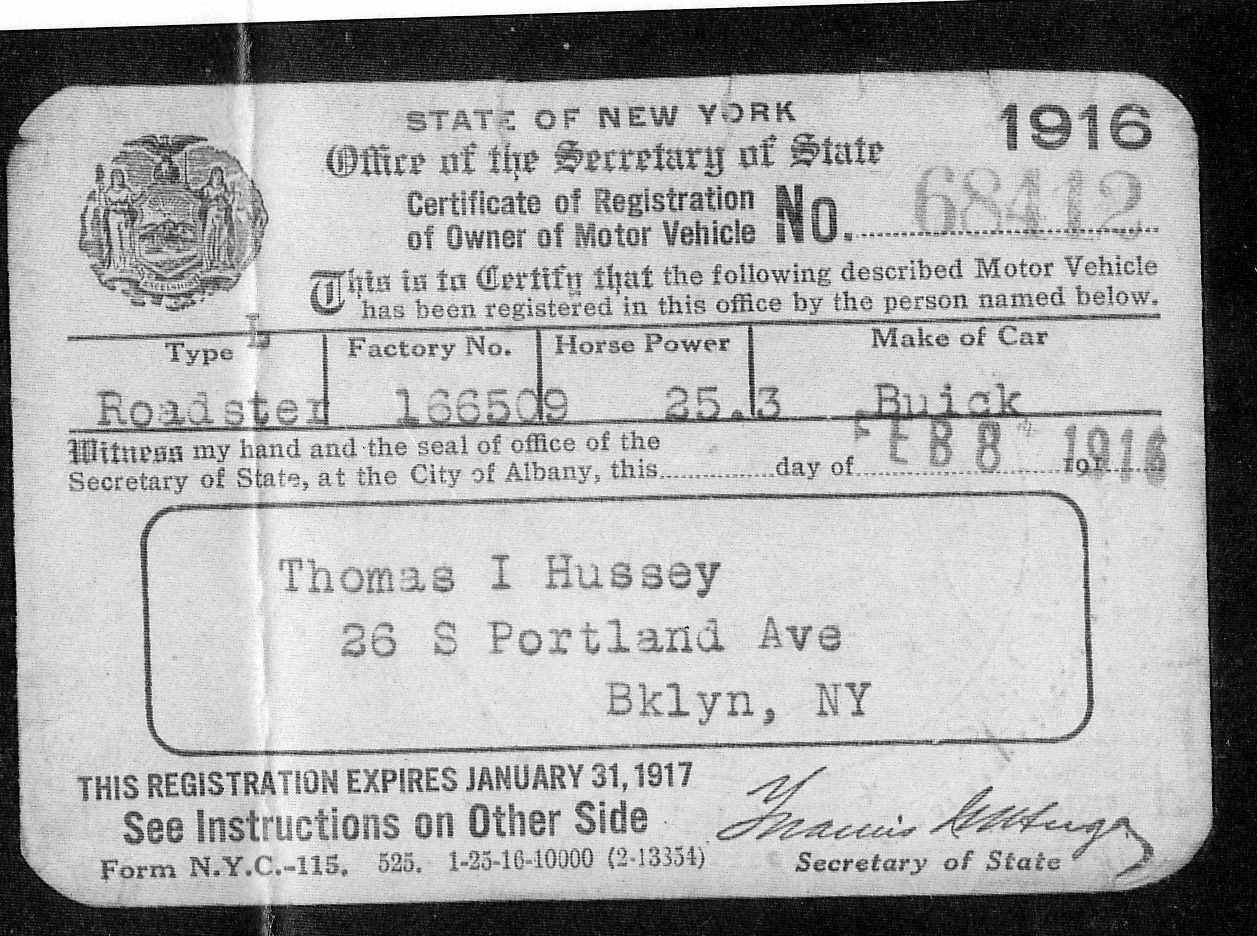 STATE OF NEW YORK
1916
Office of the Secretary of State
Certificate of Registration
of Owner of Motor Vehicle
No. 68412
This is to Certify that the following described Motor Vehicle
has been registered in this office by the person named below.
L
Type Factory No. Horse Power Make of Car
Roadster 166509 25.3 Buick
Witness my hand and the seal of office of the
Secretary of State, at the City of Albany, this..............day of FEB 8 1916
Thomas I Hussey
26 S Portland Ave
Bklyn, NY
THIS REGISTRATION EXPIRES JANUARY 31, 1917
See Instructions on Other Side
Form N.Y.C.-115. 525. 1-25-16-10000 (2-13354)
Francis
Secretary of State